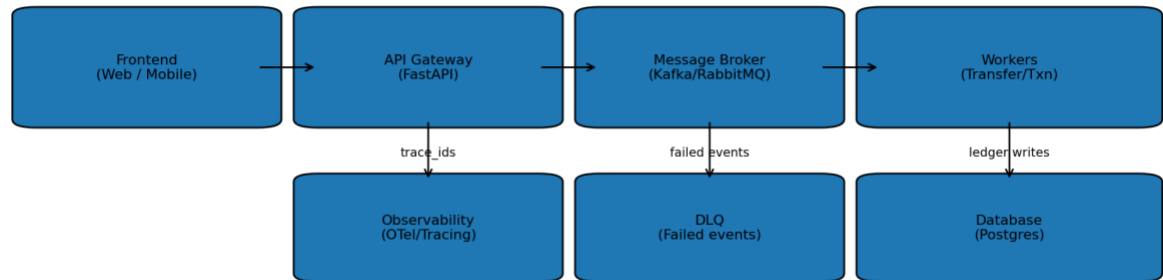 Frontend
(Web / Mobile)
API Gateway
(FastAPI)
Message Broker
(Kafka/RabbitMQ)
Workers
(Transfer/Txn)
trace_ids
failed events
ledger writes
Observability
(OTel/Tracing)
DLQ
(Failed events)
Database
(Postgres)